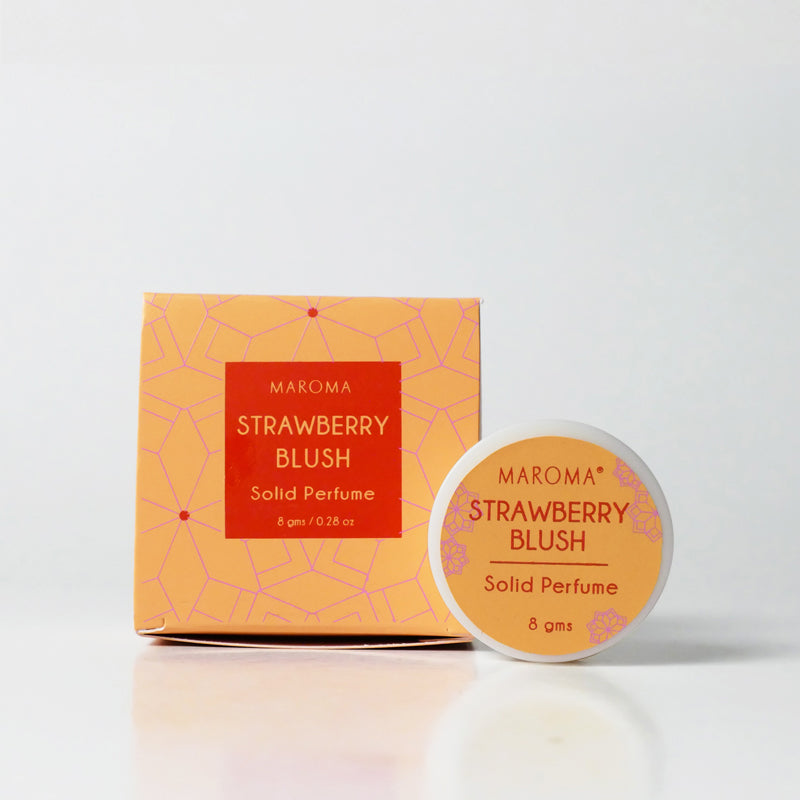 MAROMA
STRAWBERRY
BLUSH
Solid Perfume
8 gms / 0.28 oz
MAROMA®
STRAWBERRY
BLUSH
Solid Perfume
8 gms